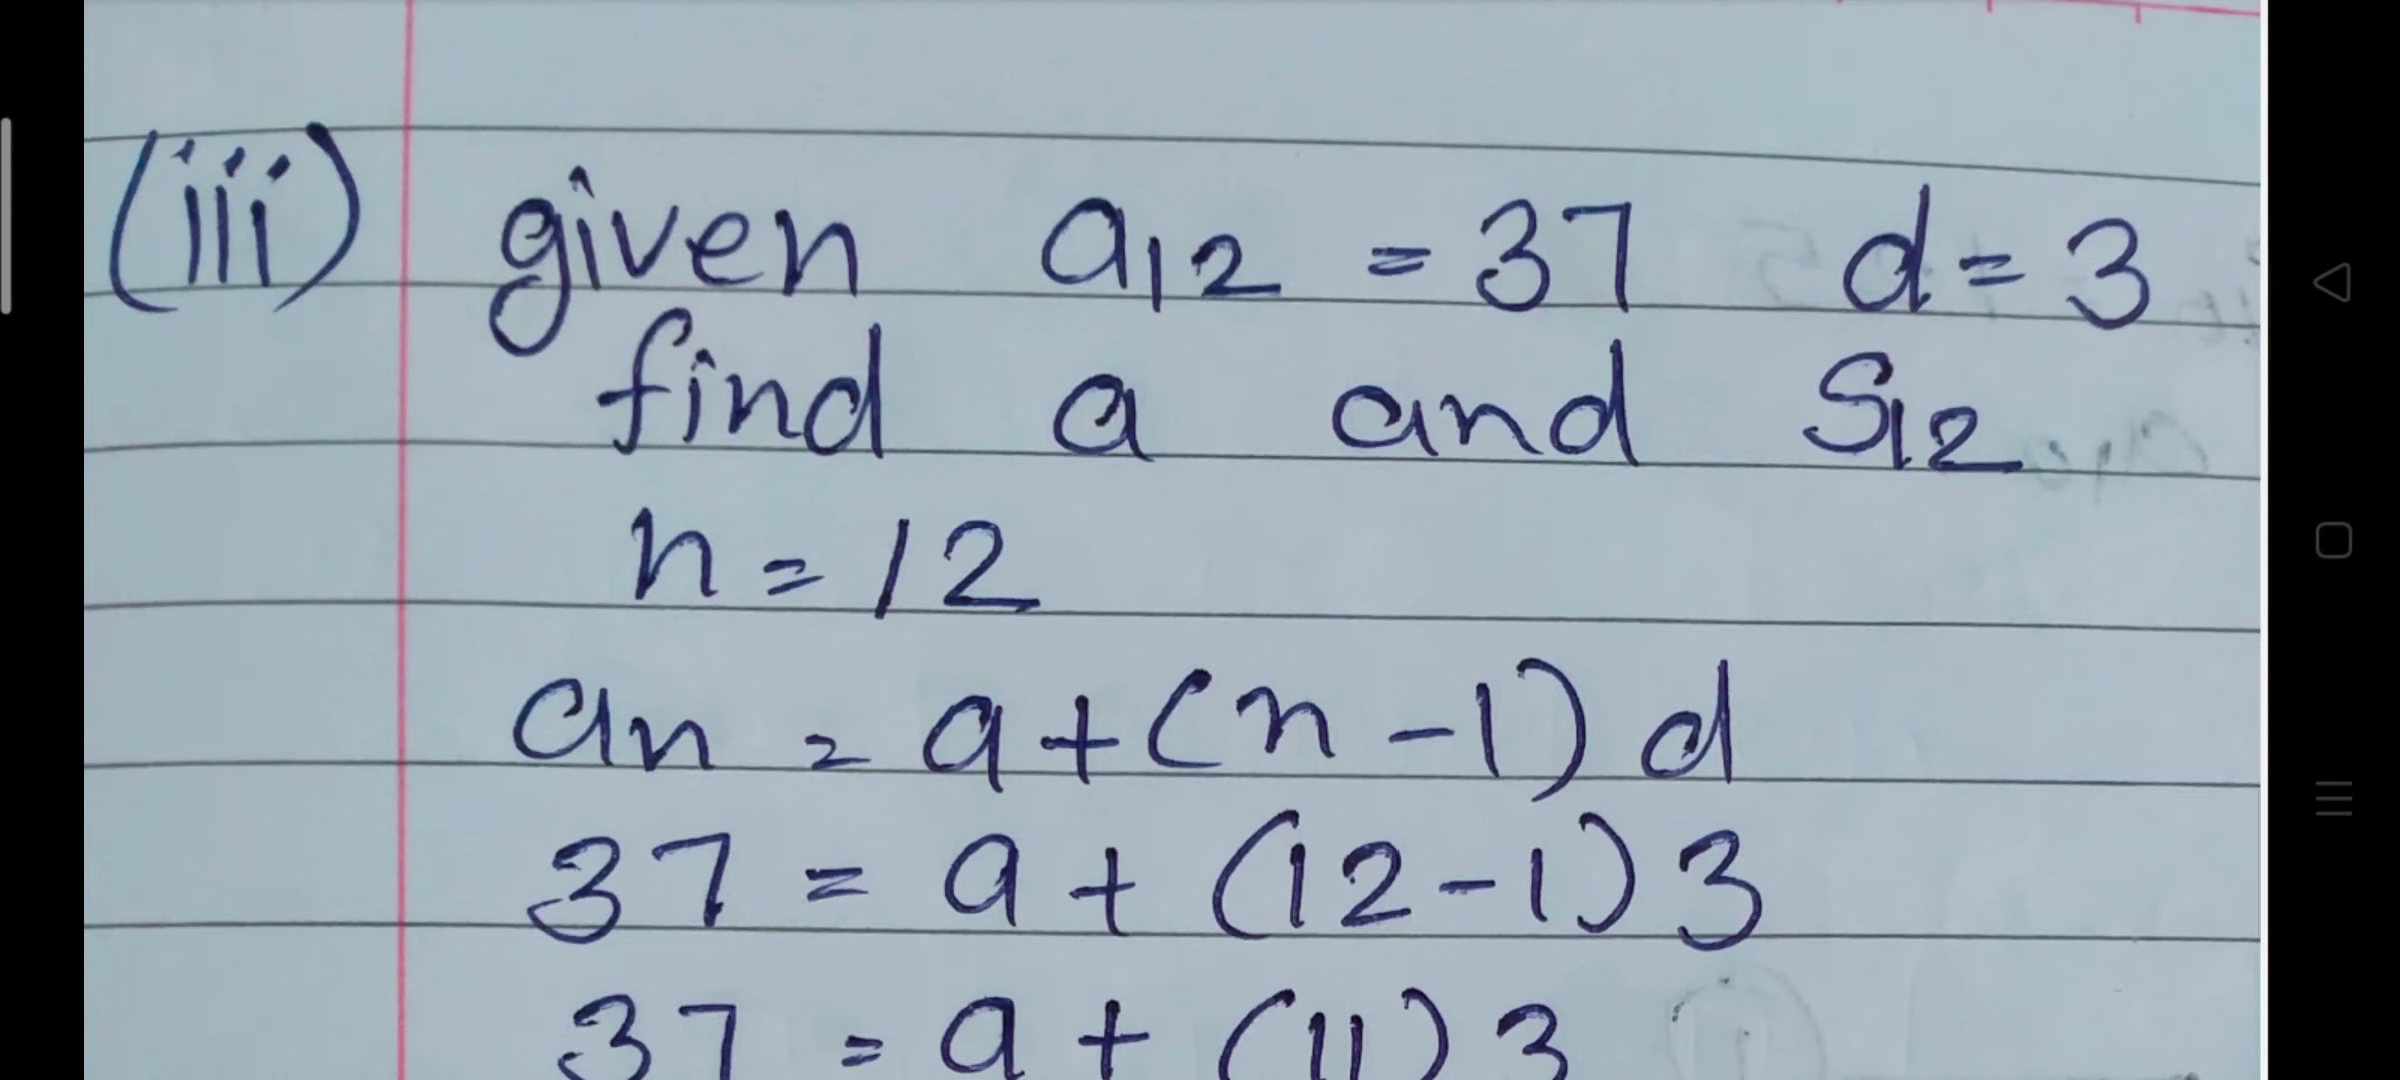 (iii) given a12 = 37 d = 3
find a and S12
n = 12
an = a + (n - 1) d
37 = a + (12 - 1) 3
37 = a + (11) 3